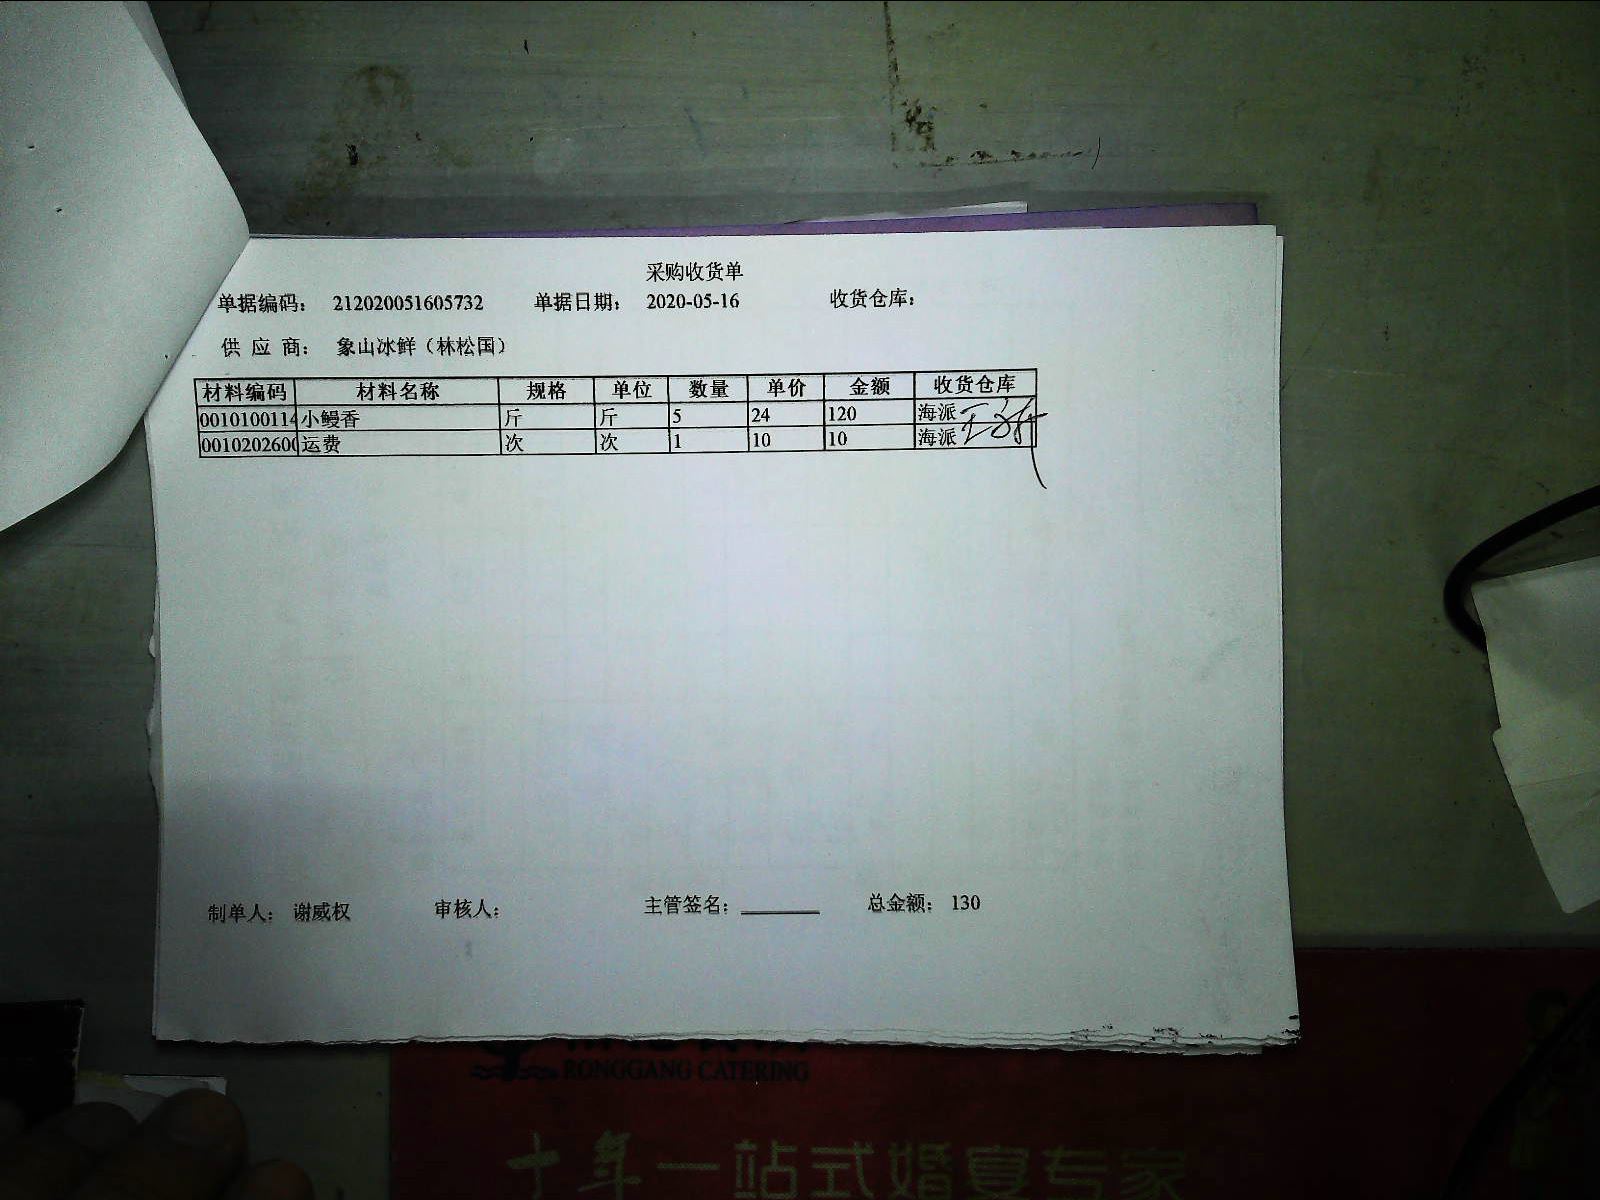 采购收货单
单据编码： 212020051605732 单据日期： 2020-05-16 收货仓库：
供 应 商： 象山冰鲜（林松国）
材料编码 材料名称 规格 单位 数量 单价 金额 收货仓库
0010100114 小鳗香 斤 斤 5 24 120 海派
001020260 运费 次 次 1 10 10 海派
制单人： 谢威权 审核人： 主管签名： 总金额： 130
RONGGANG CATERING
十年一站式婚宴专家